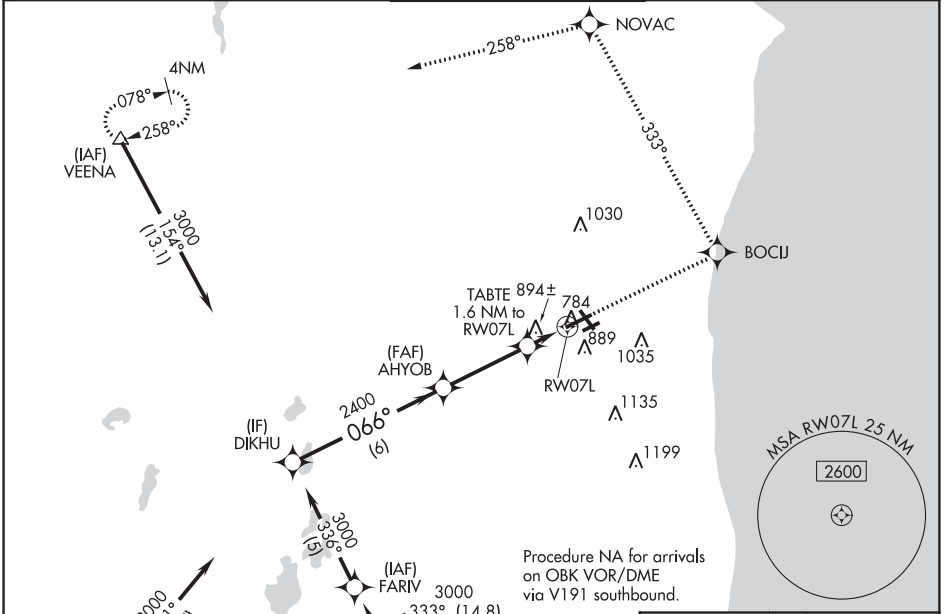 NOVAC
258°
4NM
078°
258°
(IAF)
VEENA
333°
3000
154°
(13.1)
1030
BOCIJ
TABTE
1.6 NM to
RW07L
894±
784
889
1035
(FAF)
AHYOB
RW07L
2400
066°
(6)
1135
(IF)
DIKHU
1199
MSA RW07L 25 NM
2600
3000
336°
(5)
(IAF)
FARIV
Procedure NA for arrivals
on OBK VOR/DME
via V191 southbound.
3000
333° (14.8)